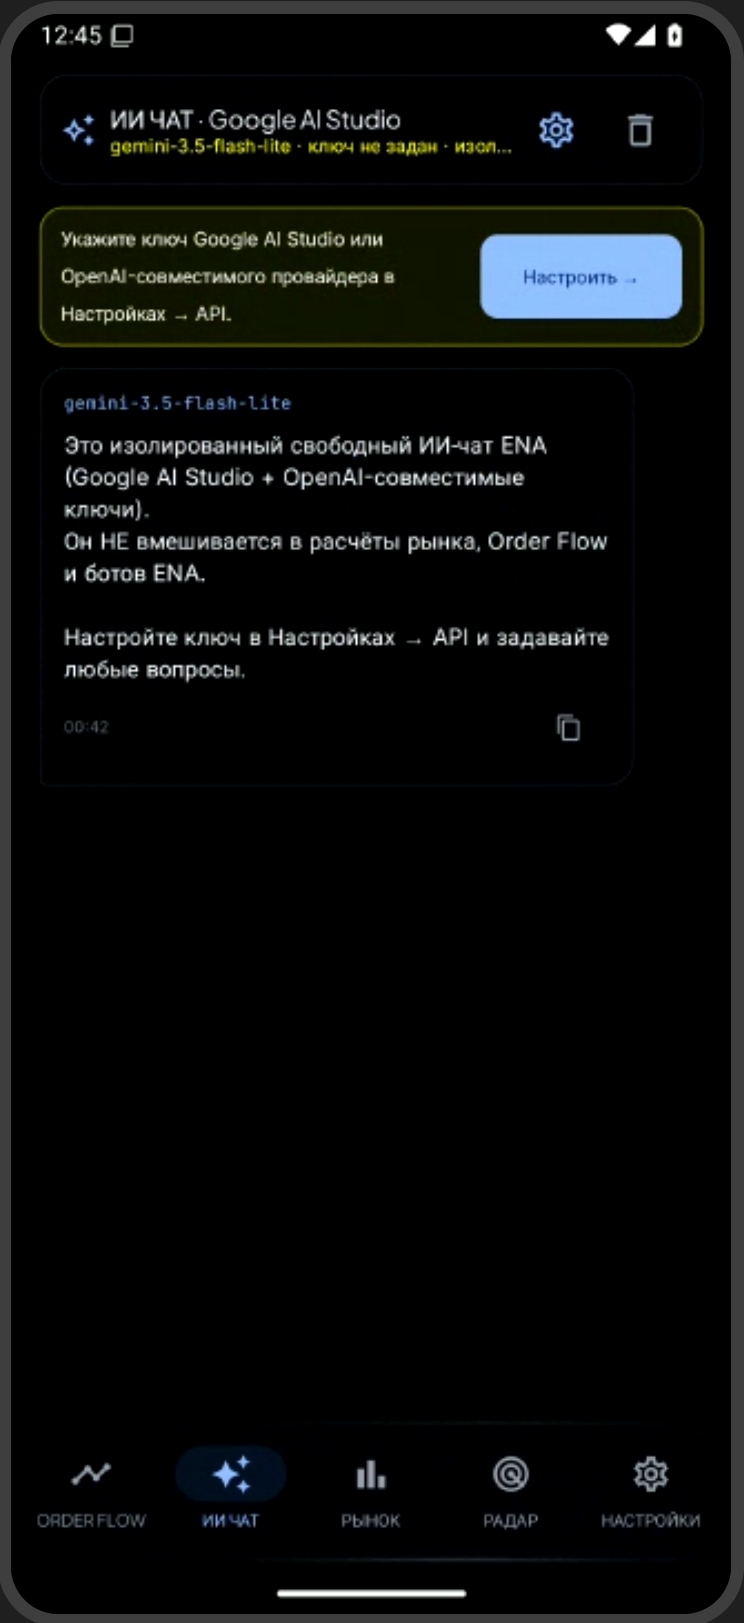 12:45
ИИ ЧАТ · Google AI Studio
gemini-3.5-flash-lite · ключ не задан · изол...
Укажите ключ Google AI Studio или
OpenAI-совместимого провайдера в
Настройках → API.
Настроить →
gemini-3.5-flash-lite
Это изолированный свободный ИИ-чат ENA
(Google AI Studio + OpenAI-совместимые
ключи).
Он НЕ вмешивается в расчёты рынка, Order Flow
и ботов ENA.
Настройте ключ в Настройках → API и задавайте
любые вопросы.
00:42
ORDER FLOW
ИИ ЧАТ
РЫНОК
РАДАР
НАСТРОЙКИ